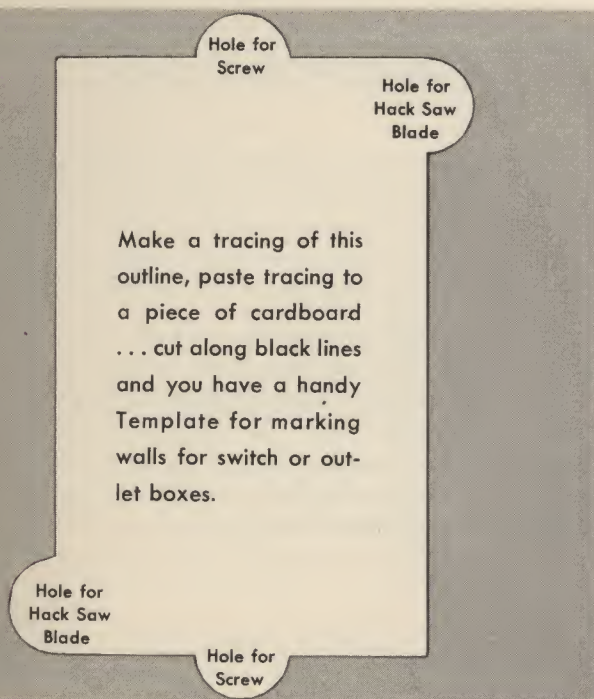 Hole for
Screw
Hole for
Hack Saw
Blade
Make a tracing of this
outline, paste tracing to
a piece of cardboard
... cut along black lines
and you have a handy
Template for marking
walls for switch or out-
let boxes.
Hole for
Hack Saw
Blade
Hole for
Screw